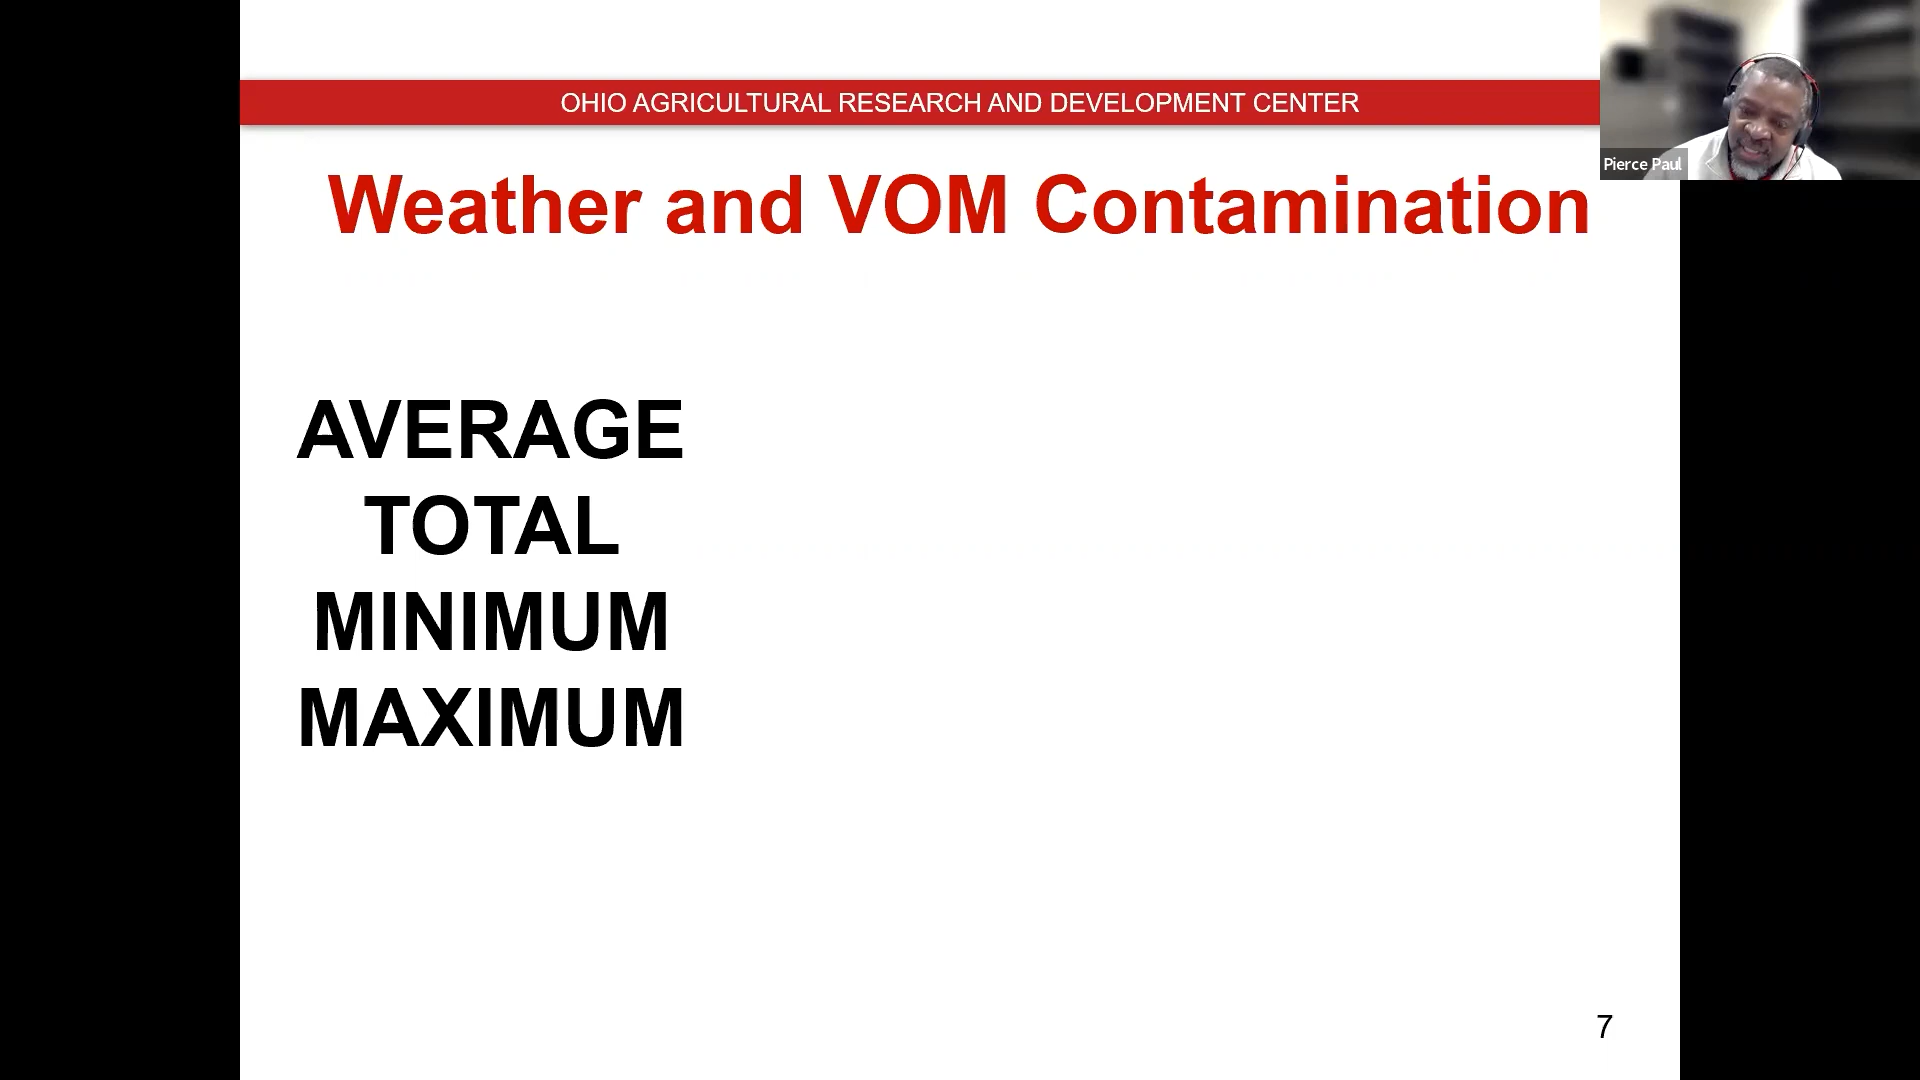 OHIO AGRICULTURAL RESEARCH AND DEVELOPMENT CENTER
Pierce Paul
Weather and VOM Contamination
AVERAGE
TOTAL
MINIMUM
MAXIMUM
7